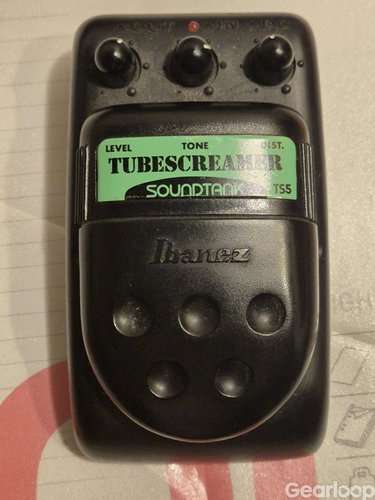 LEVEL TONE DIST.
TUBESCREAMER
SOUNDTANK TS5
Ibanez
Gearloop